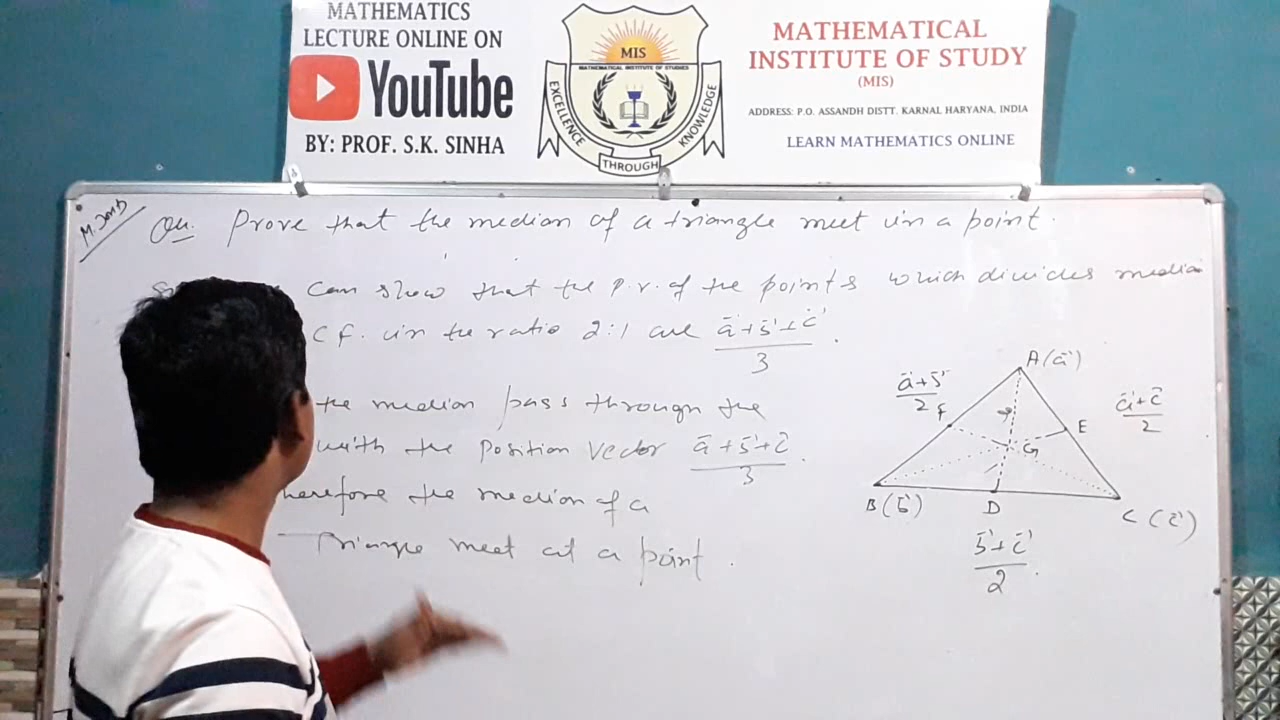 MATHEMATICS
LECTURE ONLINE ON
YouTube
BY: PROF. S.K. SINHA
MIS
MATHEMATICAL INSTITUTE OF STUDIES
EXCELLENCE
THROUGH
KNOWLEDGE
MATHEMATICAL
INSTITUTE OF STUDY
(MIS)
ADDRESS: P.O. ASSANDH DISTT. KARNAL HARYANA, INDIA
LEARN MATHEMATICS ONLINE
Qu. Prove that the median of a triangle meet in a point.
can show that the P.V. of the points which divides median
CF. in the ratio 2:1 are (a⃗+b⃗+c⃗)/3.
the median pass through the
with the position vector (a⃗+b⃗+c⃗)/3.
herefore the median of a
Triangle meet at a point.
A(a⃗)
(a⃗+b⃗)/2
F
(a⃗+c⃗)/2
E
G
B(b⃗)
D
C(c⃗)
(b⃗+c⃗)/2.